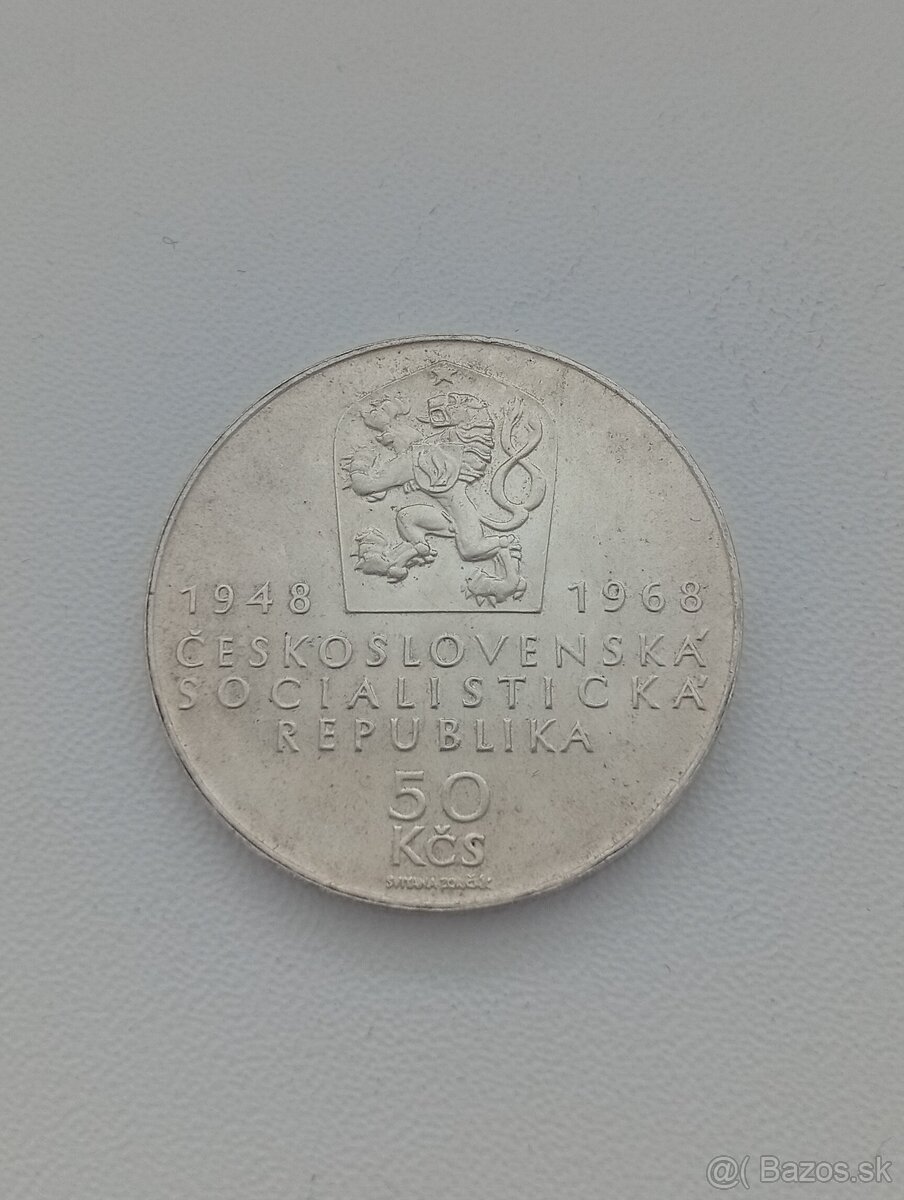 1948 1968
ČESKOSLOVENSKÁ
SOCIALISTICKÁ
REPUBLIKA
50
KČS
@( Bazos.sk